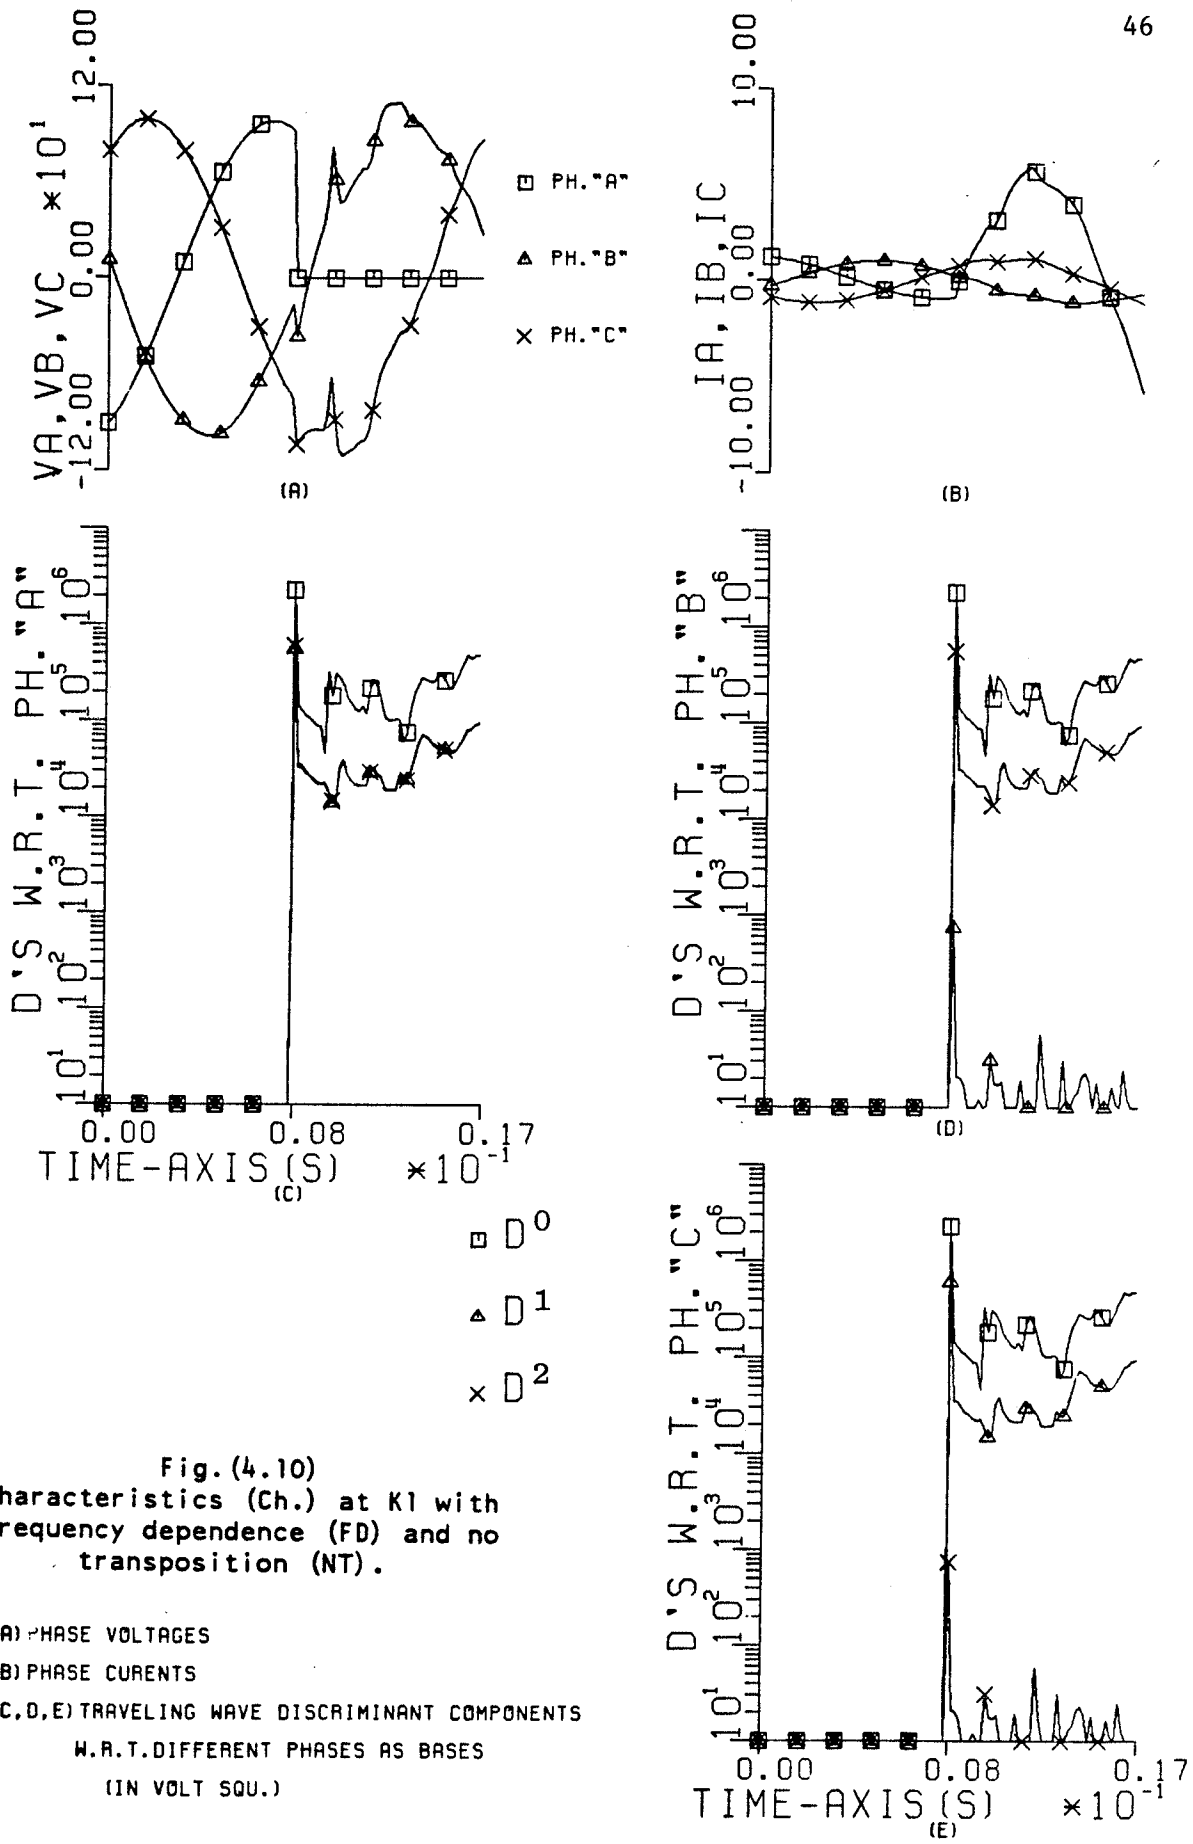 46
12.00
0.00
-12.00
VA,VB,VC *10¹
(A)
PH."A"
PH."B"
PH."C"
10.00
0.00
-10.00
IA,IB,IC
(B)
D'S W.R.T. PH."A"
10⁶
10⁵
10⁴
10³
10²
10¹
0.00 0.08 0.17
TIME-AXIS(S) *10⁻¹
(C)
D'S W.R.T. PH."B"
10⁶
10⁵
10⁴
10³
10²
10¹
(D)
D⁰
D¹
D²
D'S W.R.T. PH."C"
10⁶
10⁵
10⁴
10³
10²
10¹
0.00 0.08 0.17
TIME-AXIS(S) *10⁻¹
(E)
Fig.(4.10)
haracteristics (Ch.) at K1 with
requency dependence (FD) and no
transposition (NT).
A)PHASE VOLTAGES
B)PHASE CURENTS
C,D,E)TRAVELING WAVE DISCRIMINANT COMPONENTS
W.R.T.DIFFERENT PHASES AS BASES
(IN VOLT SQU.)